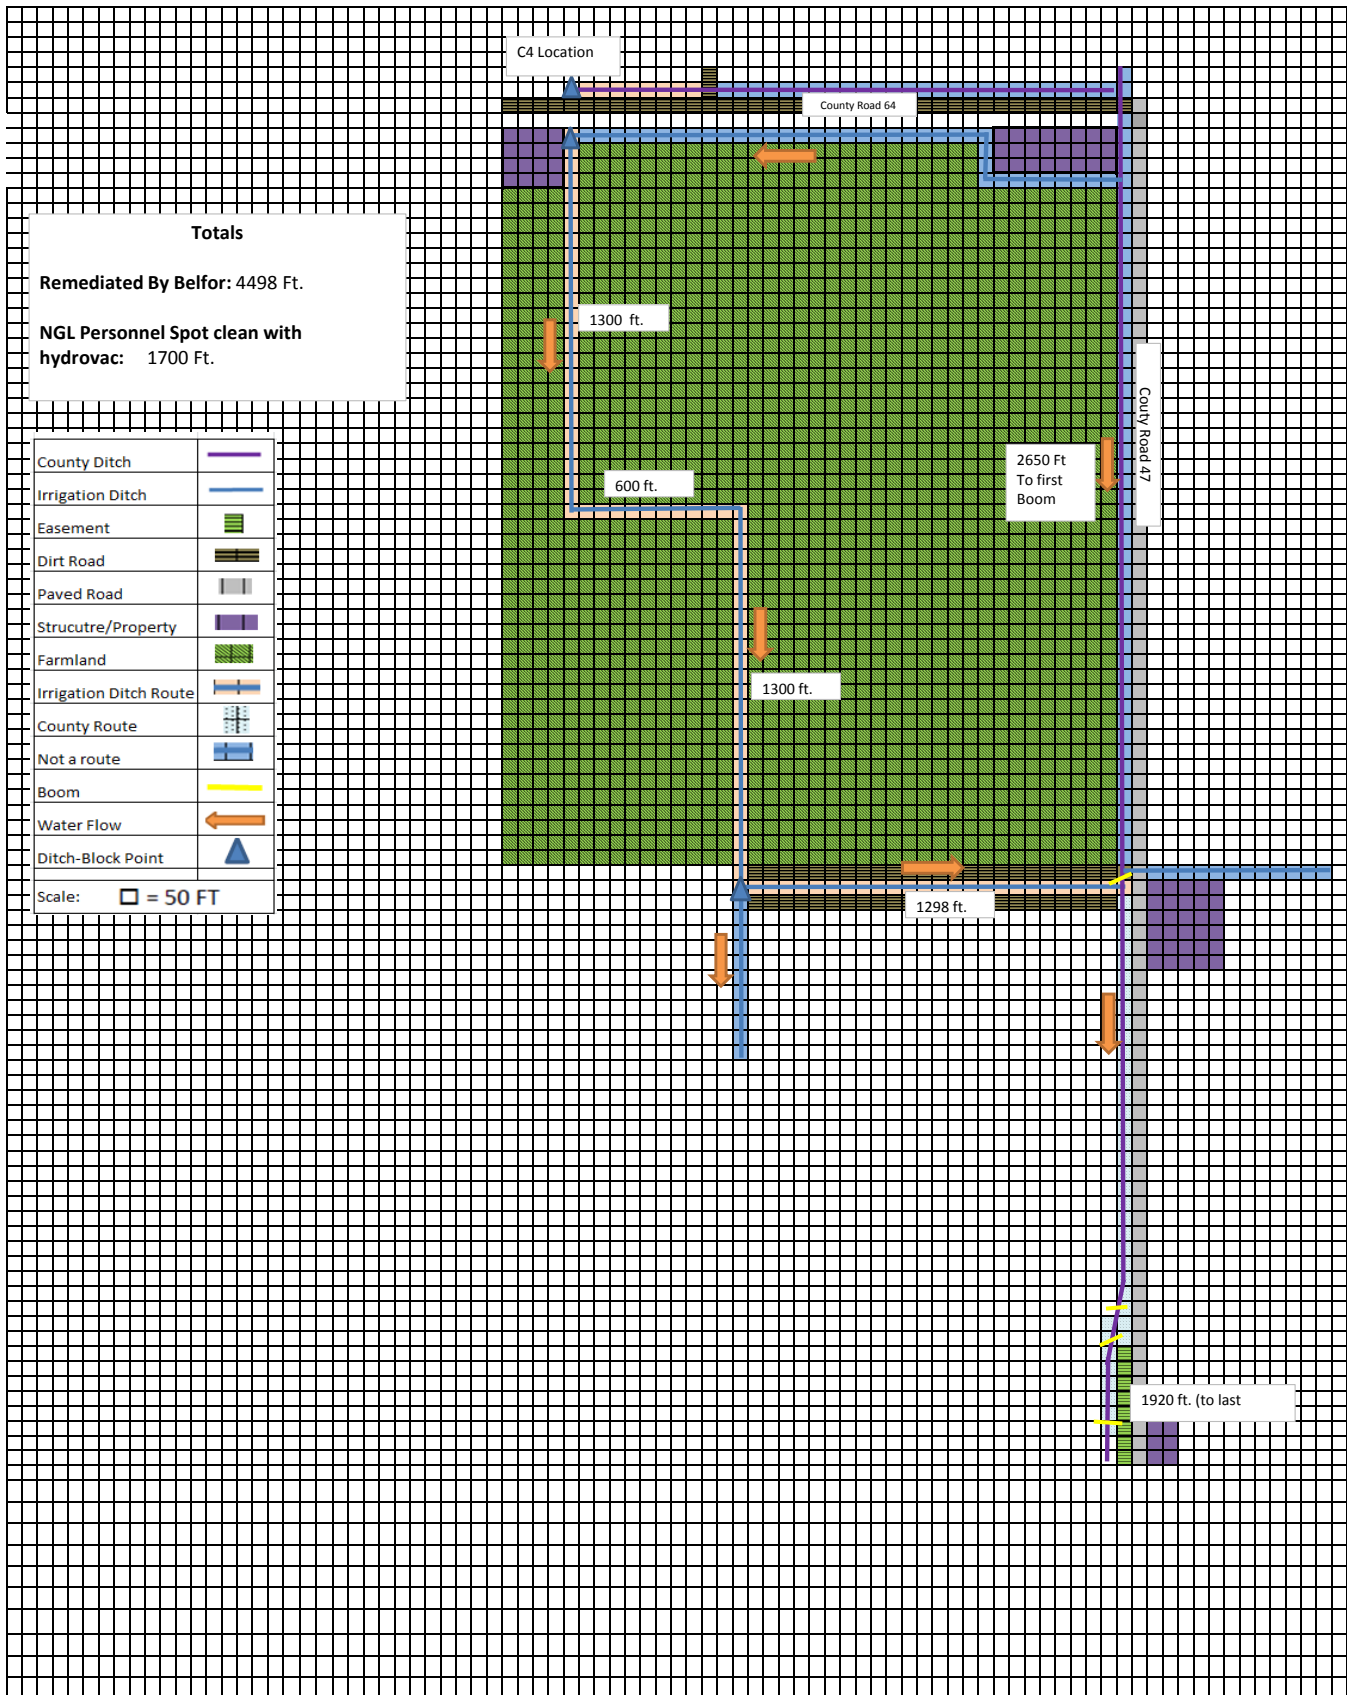 C4 Location
County Road 64
Totals
Remediated By Belfor: 4498 Ft.
NGL Personnel Spot clean with
hydrovac: 1700 Ft.
1300 ft.
Couty Road 47
County Ditch
Irrigation Ditch
Easement
Dirt Road
Paved Road
Strucutre/Property
Farmland
Irrigation Ditch Route
County Route
Not a route
Boom
Water Flow
Ditch-Block Point
Scale: = 50 FT
2650 Ft
To first
Boom
600 ft.
1300 ft.
1298 ft.
1920 ft. (to last